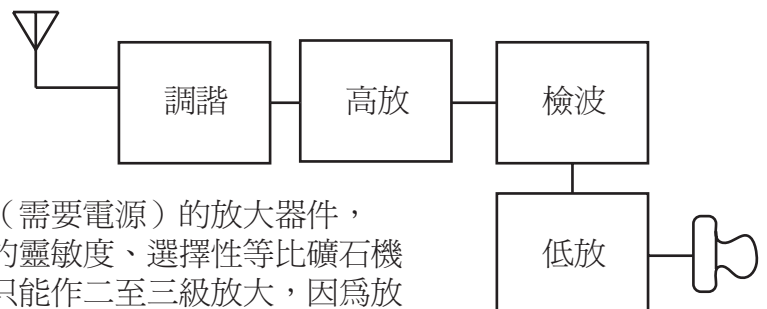 調諧
高放
檢波
（需要電源）的放大器件，
的靈敏度、選擇性等比礦石機
低放
只能作二至三級放大，因爲放